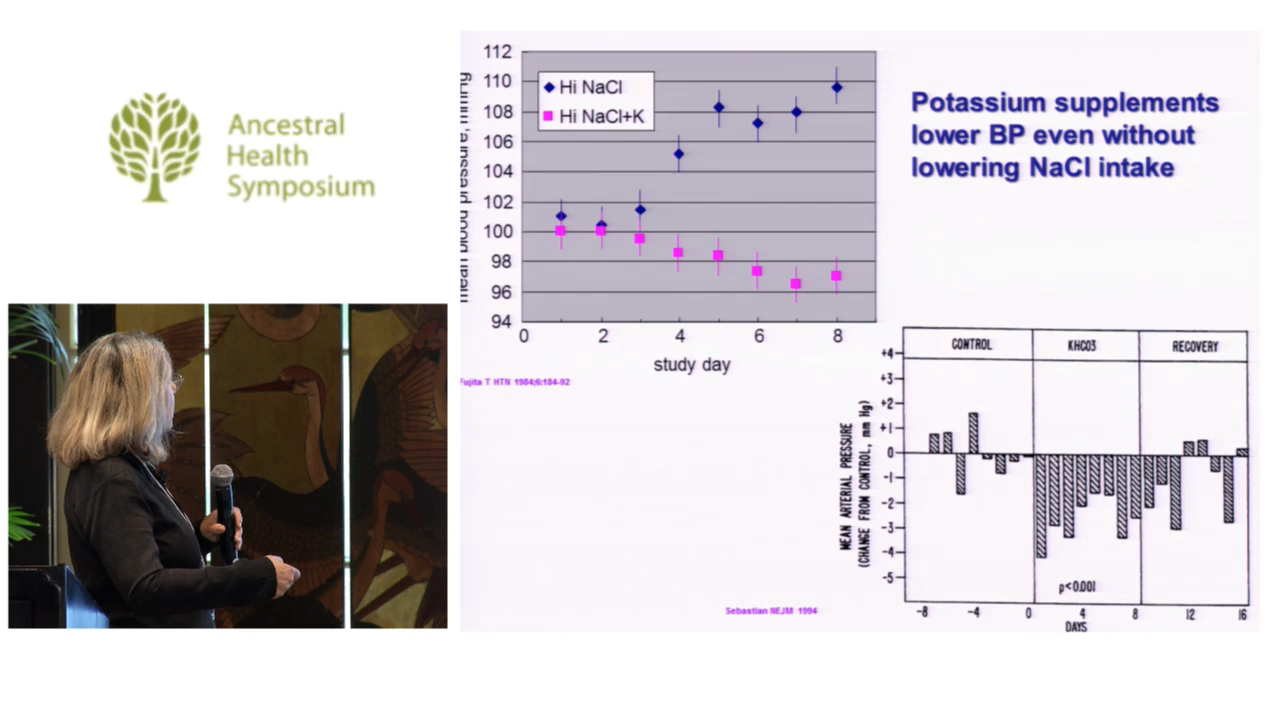 Ancestral
Health
Symposium
112
110
108
106
104
102
100
98
96
94
Hi NaCl
Hi NaCl+K
mean blood pressure, mmHg
0
2
4
6
8
study day
Fujita T HTN 1984;6:184-92
Potassium supplements
lower BP even without
lowering NaCl intake
CONTROL
KHCO3
RECOVERY
+4
+3
+2
+1
0
-1
-2
-3
-4
-5
MEAN ARTERIAL PRESSURE
(CHANGE FROM CONTROL, mm Hg)
p<0.001
-8
-4
0
4
8
12
16
DAYS
Sebastian NEJM 1994